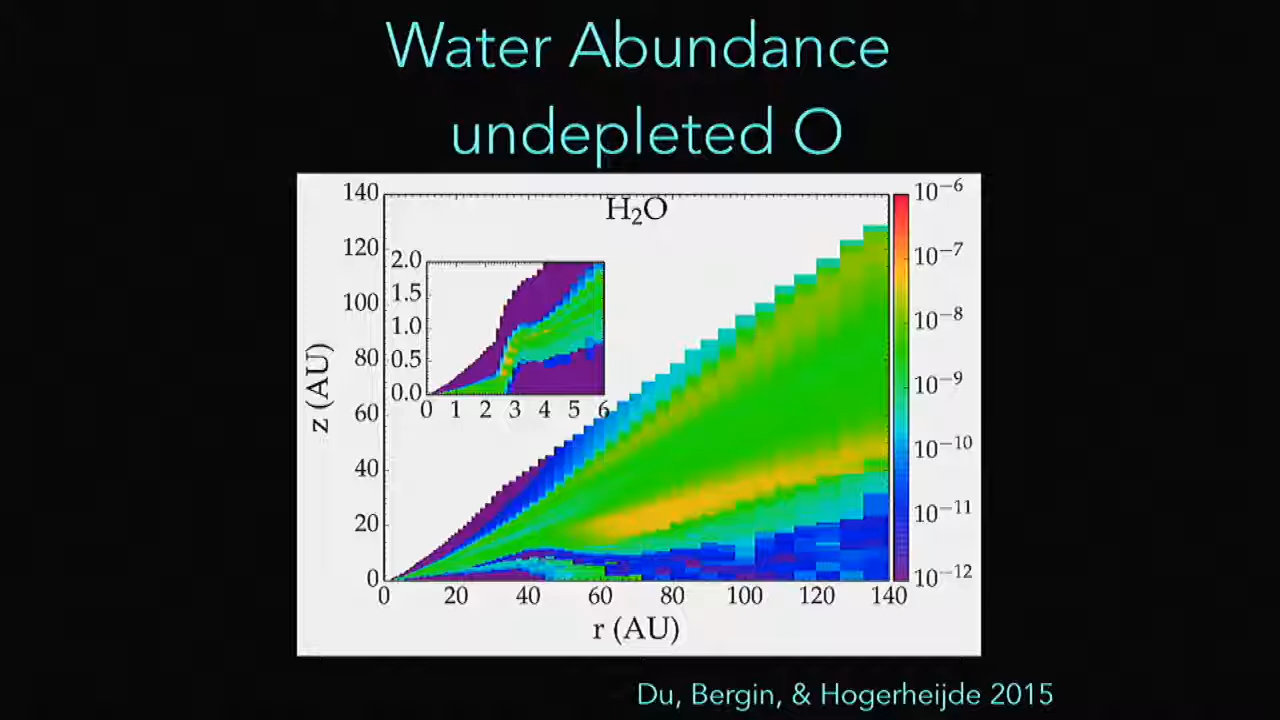 Water Abundance
undepleted O
H₂O
140
120
100
80
60
40
20
0
z (AU)
2.0
1.5
1.0
0.5
0.0
0 1 2 3 4 5 6
0 20 40 60 80 100 120 140
r (AU)
10⁻⁶
10⁻⁷
10⁻⁸
10⁻⁹
10⁻¹⁰
10⁻¹¹
10⁻¹²
Du, Bergin, & Hogerheijde 2015